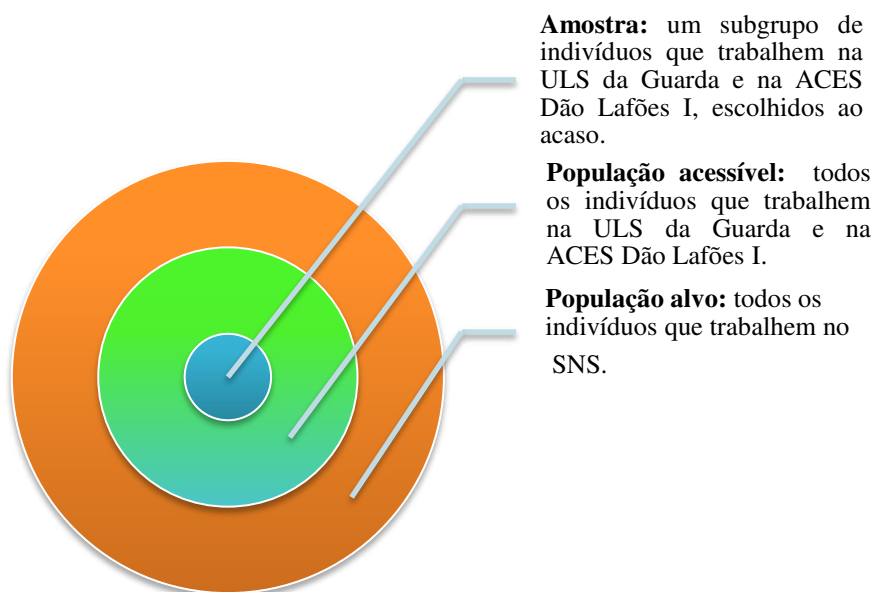 Amostra: um subgrupo de
indivíduos que trabalhem na
ULS da Guarda e na ACES
Dão Lafões I, escolhidos ao
acaso.
População acessível: todos
os indivíduos que trabalhem
na ULS da Guarda e na
ACES Dão Lafões I.
População alvo: todos os
indivíduos que trabalhem no
SNS.